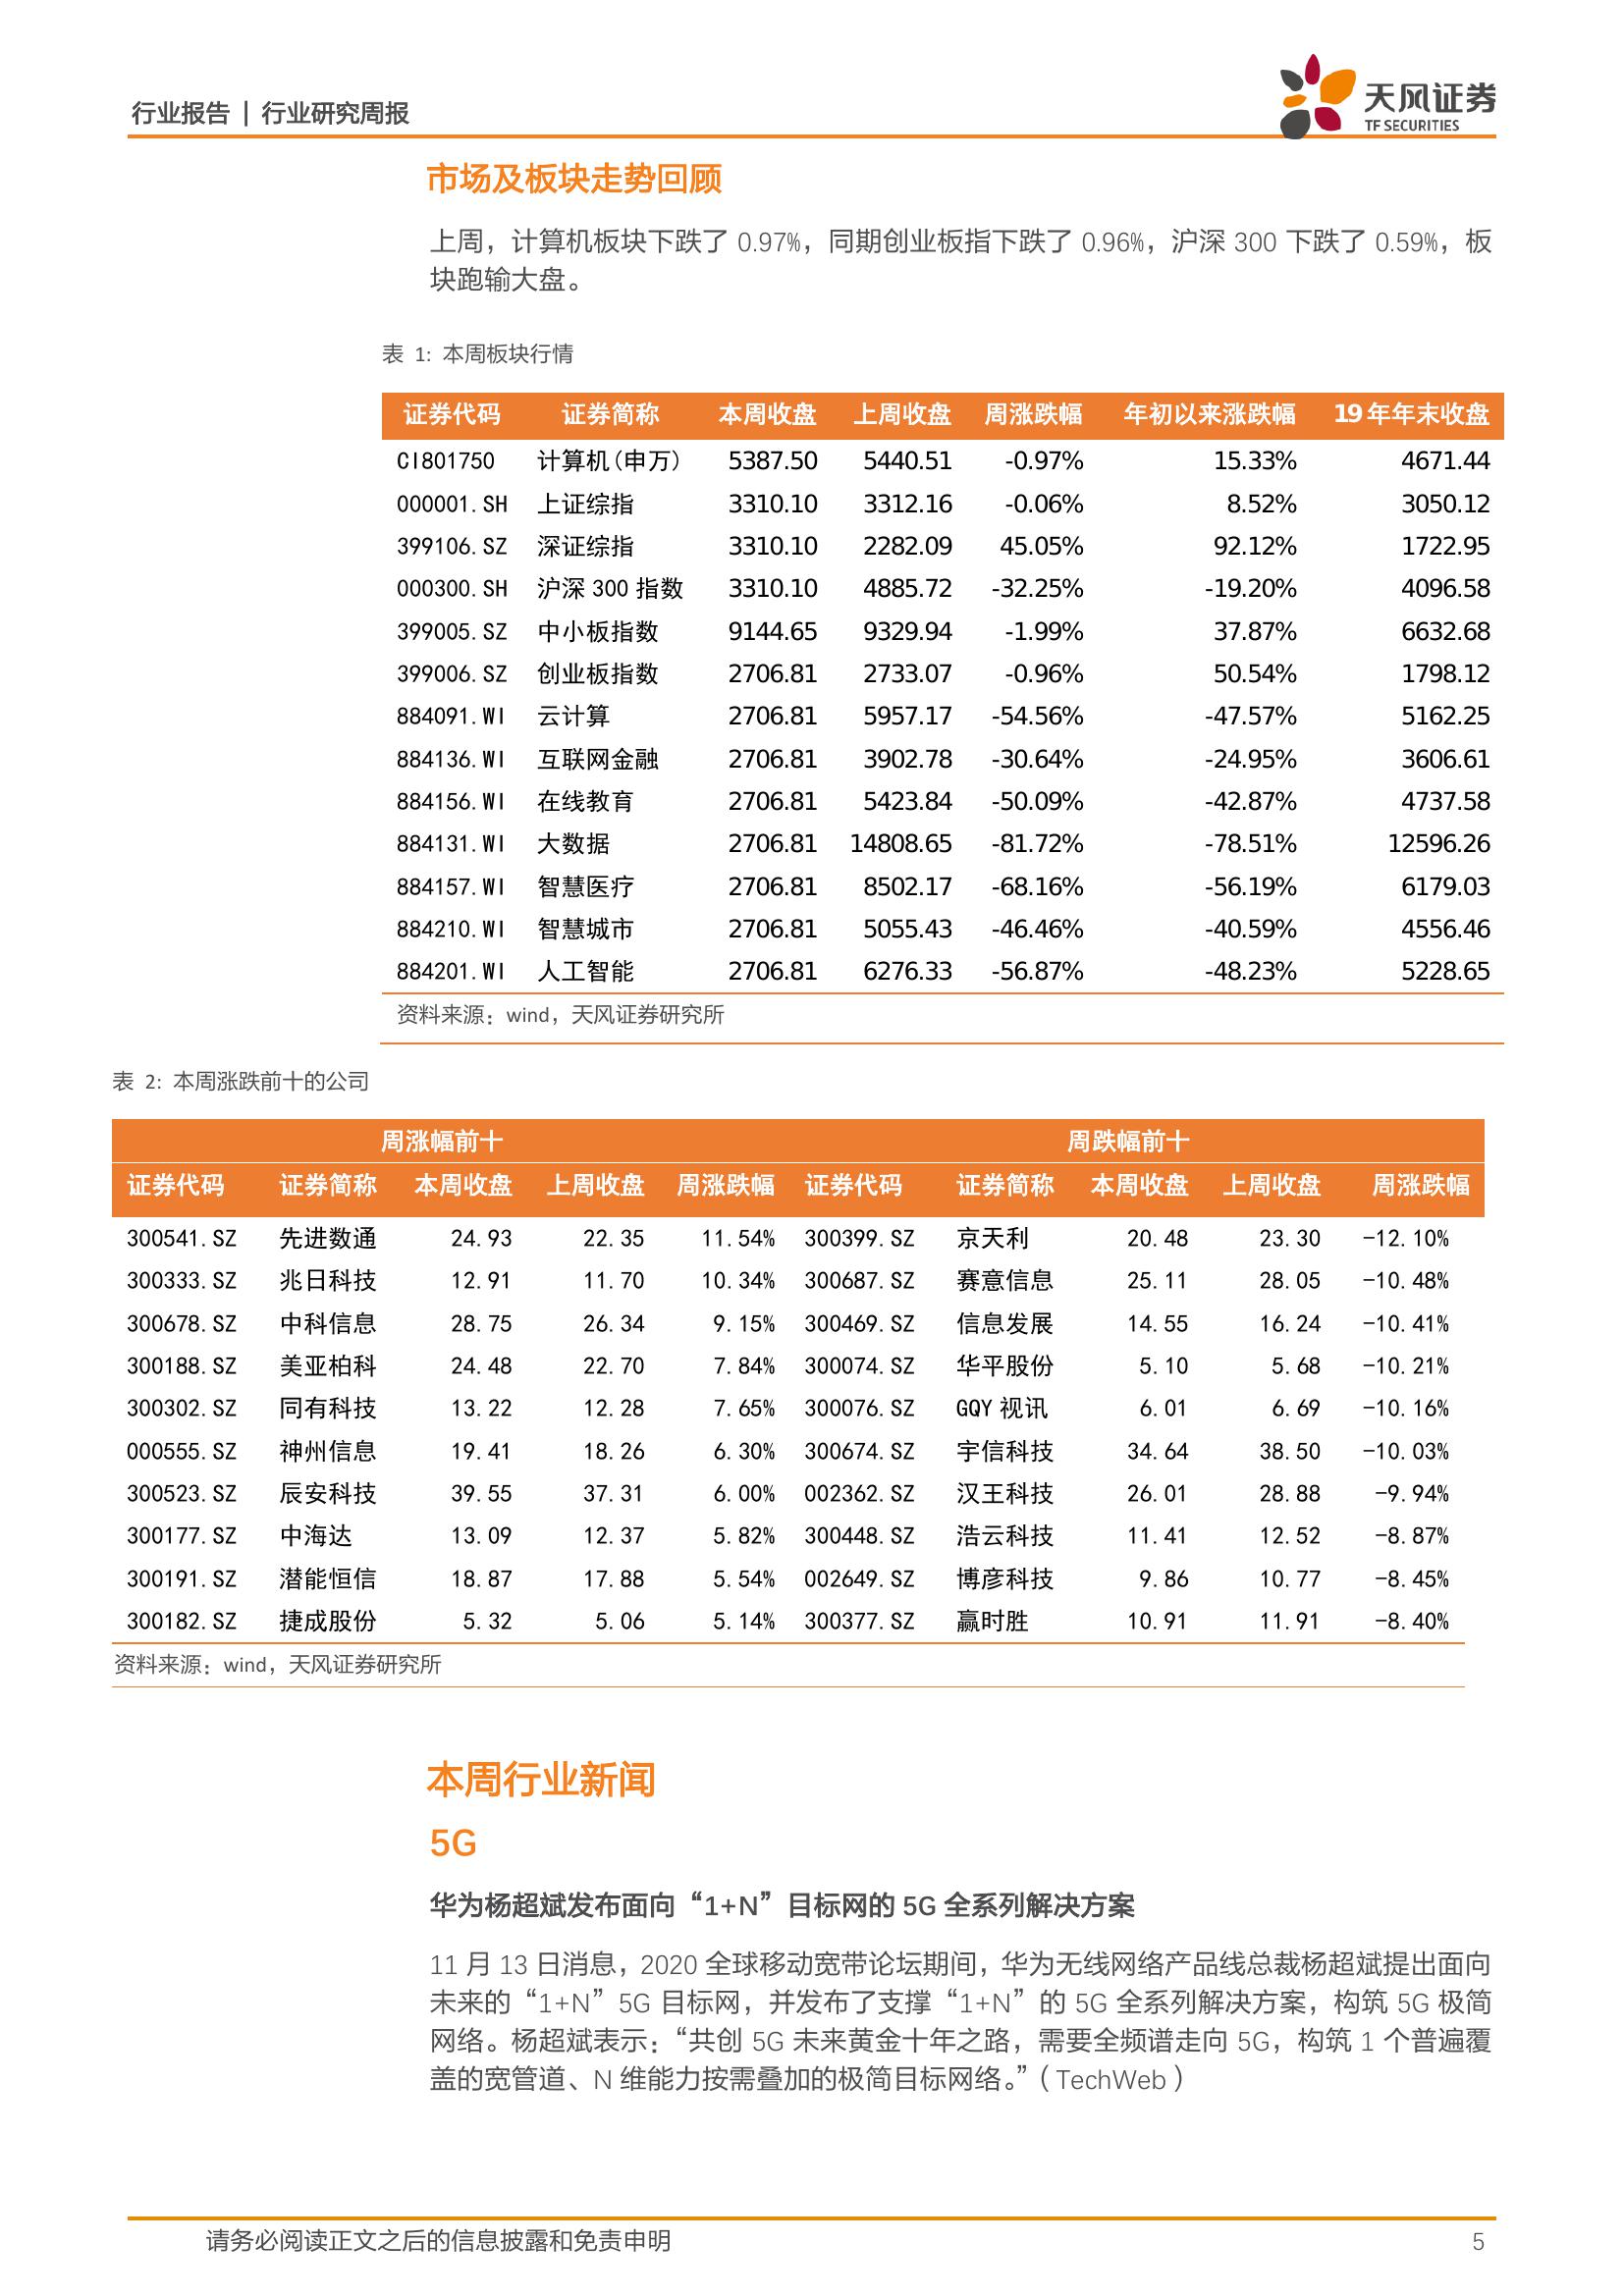 行业报告 | 行业研究周报
天风证券
TF SECURITIES
市场及板块走势回顾
上周，计算机板块下跌了 0.97%，同期创业板指下跌了 0.96%，沪深 300 下跌了 0.59%，板
块跑输大盘。
表 1: 本周板块行情
证券代码 证券简称 本周收盘 上周收盘 周涨跌幅 年初以来涨跌幅 19年年末收盘
CI801750 计算机(申万) 5387.50 5440.51 -0.97% 15.33% 4671.44
000001.SH 上证综指 3310.10 3312.16 -0.06% 8.52% 3050.12
399106.SZ 深证综指 3310.10 2282.09 45.05% 92.12% 1722.95
000300.SH 沪深 300 指数 3310.10 4885.72 -32.25% -19.20% 4096.58
399005.SZ 中小板指数 9144.65 9329.94 -1.99% 37.87% 6632.68
399006.SZ 创业板指数 2706.81 2733.07 -0.96% 50.54% 1798.12
884091.WI 云计算 2706.81 5957.17 -54.56% -47.57% 5162.25
884136.WI 互联网金融 2706.81 3902.78 -30.64% -24.95% 3606.61
884156.WI 在线教育 2706.81 5423.84 -50.09% -42.87% 4737.58
884131.WI 大数据 2706.81 14808.65 -81.72% -78.51% 12596.26
884157.WI 智慧医疗 2706.81 8502.17 -68.16% -56.19% 6179.03
884210.WI 智慧城市 2706.81 5055.43 -46.46% -40.59% 4556.46
884201.WI 人工智能 2706.81 6276.33 -56.87% -48.23% 5228.65
资料来源：wind，天风证券研究所
表 2: 本周涨跌前十的公司
周涨幅前十 周跌幅前十
证券代码 证券简称 本周收盘 上周收盘 周涨跌幅 证券代码 证券简称 本周收盘 上周收盘 周涨跌幅
300541.SZ 先进数通 24.93 22.35 11.54% 300399.SZ 京天利 20.48 23.30 -12.10%
300333.SZ 兆日科技 12.91 11.70 10.34% 300687.SZ 赛意信息 25.11 28.05 -10.48%
300678.SZ 中科信息 28.75 26.34 9.15% 300469.SZ 信息发展 14.55 16.24 -10.41%
300188.SZ 美亚柏科 24.48 22.70 7.84% 300074.SZ 华平股份 5.10 5.68 -10.21%
300302.SZ 同有科技 13.22 12.28 7.65% 300076.SZ GQY 视讯 6.01 6.69 -10.16%
000555.SZ 神州信息 19.41 18.26 6.30% 300674.SZ 宇信科技 34.64 38.50 -10.03%
300523.SZ 辰安科技 39.55 37.31 6.00% 002362.SZ 汉王科技 26.01 28.88 -9.94%
300177.SZ 中海达 13.09 12.37 5.82% 300448.SZ 浩云科技 11.41 12.52 -8.87%
300191.SZ 潜能恒信 18.87 17.88 5.54% 002649.SZ 博彦科技 9.86 10.77 -8.45%
300182.SZ 捷成股份 5.32 5.06 5.14% 300377.SZ 赢时胜 10.91 11.91 -8.40%
资料来源：wind，天风证券研究所
本周行业新闻
5G
华为杨超斌发布面向“1+N”目标网的 5G 全系列解决方案
11 月 13 日消息，2020 全球移动宽带论坛期间，华为无线网络产品线总裁杨超斌提出面向
未来的“1+N”5G 目标网，并发布了支撑“1+N”的 5G 全系列解决方案，构筑 5G 极简
网络。杨超斌表示：“共创 5G 未来黄金十年之路，需要全频谱走向 5G，构筑 1 个普遍覆
盖的宽管道、N 维能力按需叠加的极简目标网络。”（TechWeb）
请务必阅读正文之后的信息披露和免责申明 5